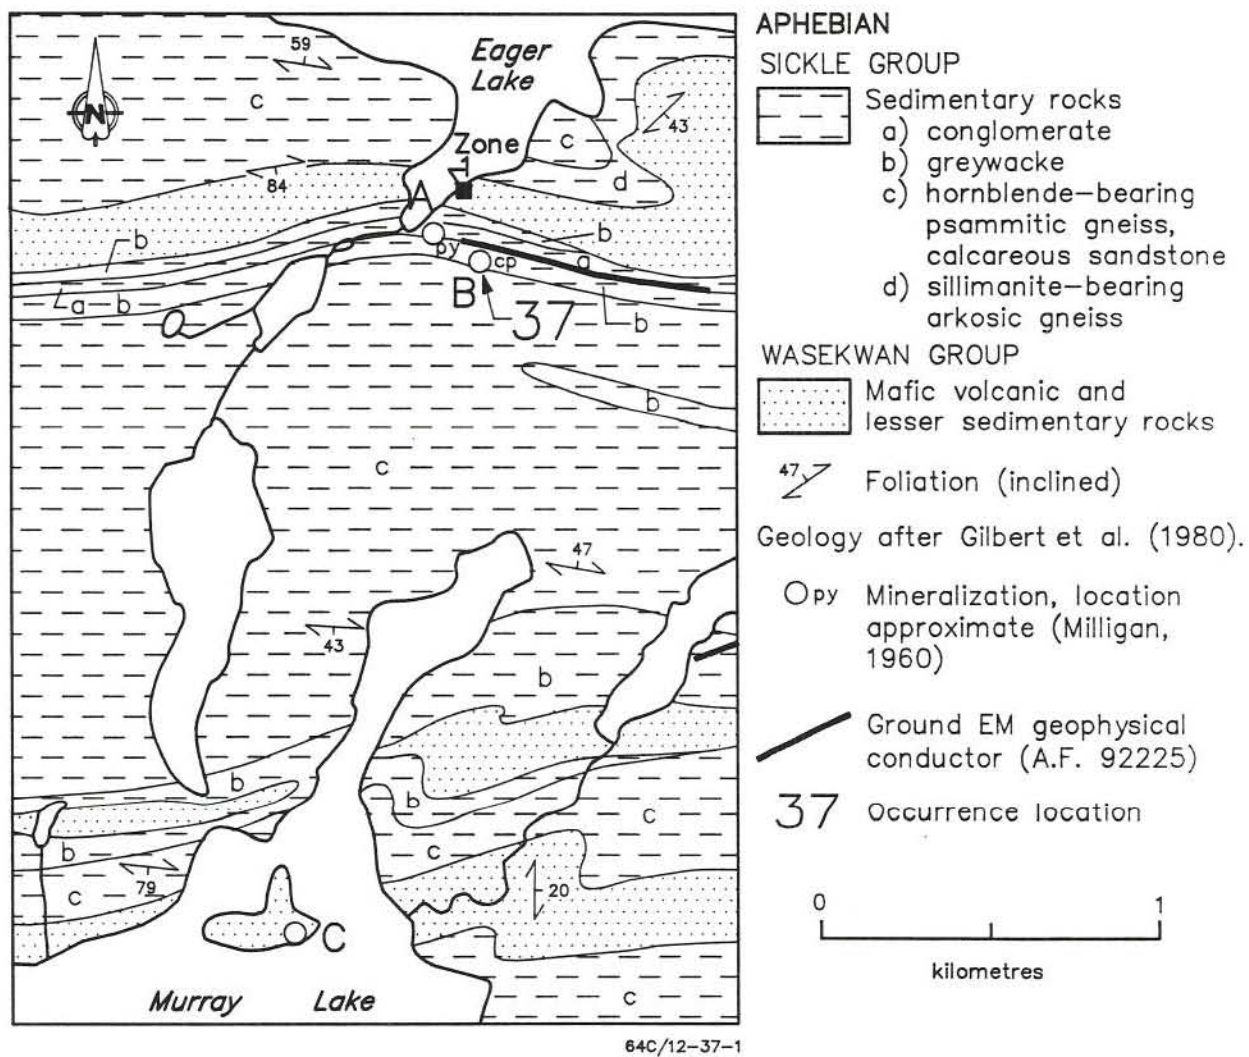 Eager
Lake
59
c
N
43
Zone
1
c
d
84
A
b
b
py
a
cp
B
37
b
a
b
b
c
47
43
b
b
b
c
b
c
c
79
20
C
Murray Lake
c
64C/12-37-1
APHEBIAN
SICKLE GROUP
Sedimentary rocks
a) conglomerate
b) greywacke
c) hornblende-bearing
psammitic gneiss,
calcareous sandstone
d) sillimanite-bearing
arkosic gneiss
WASEKWAN GROUP
Mafic volcanic and
lesser sedimentary rocks
47
Foliation (inclined)
Geology after Gilbert et al. (1980).
py Mineralization, location
approximate (Milligan,
1960)
Ground EM geophysical
conductor (A.F. 92225)
37 Occurrence location
0 1
kilometres